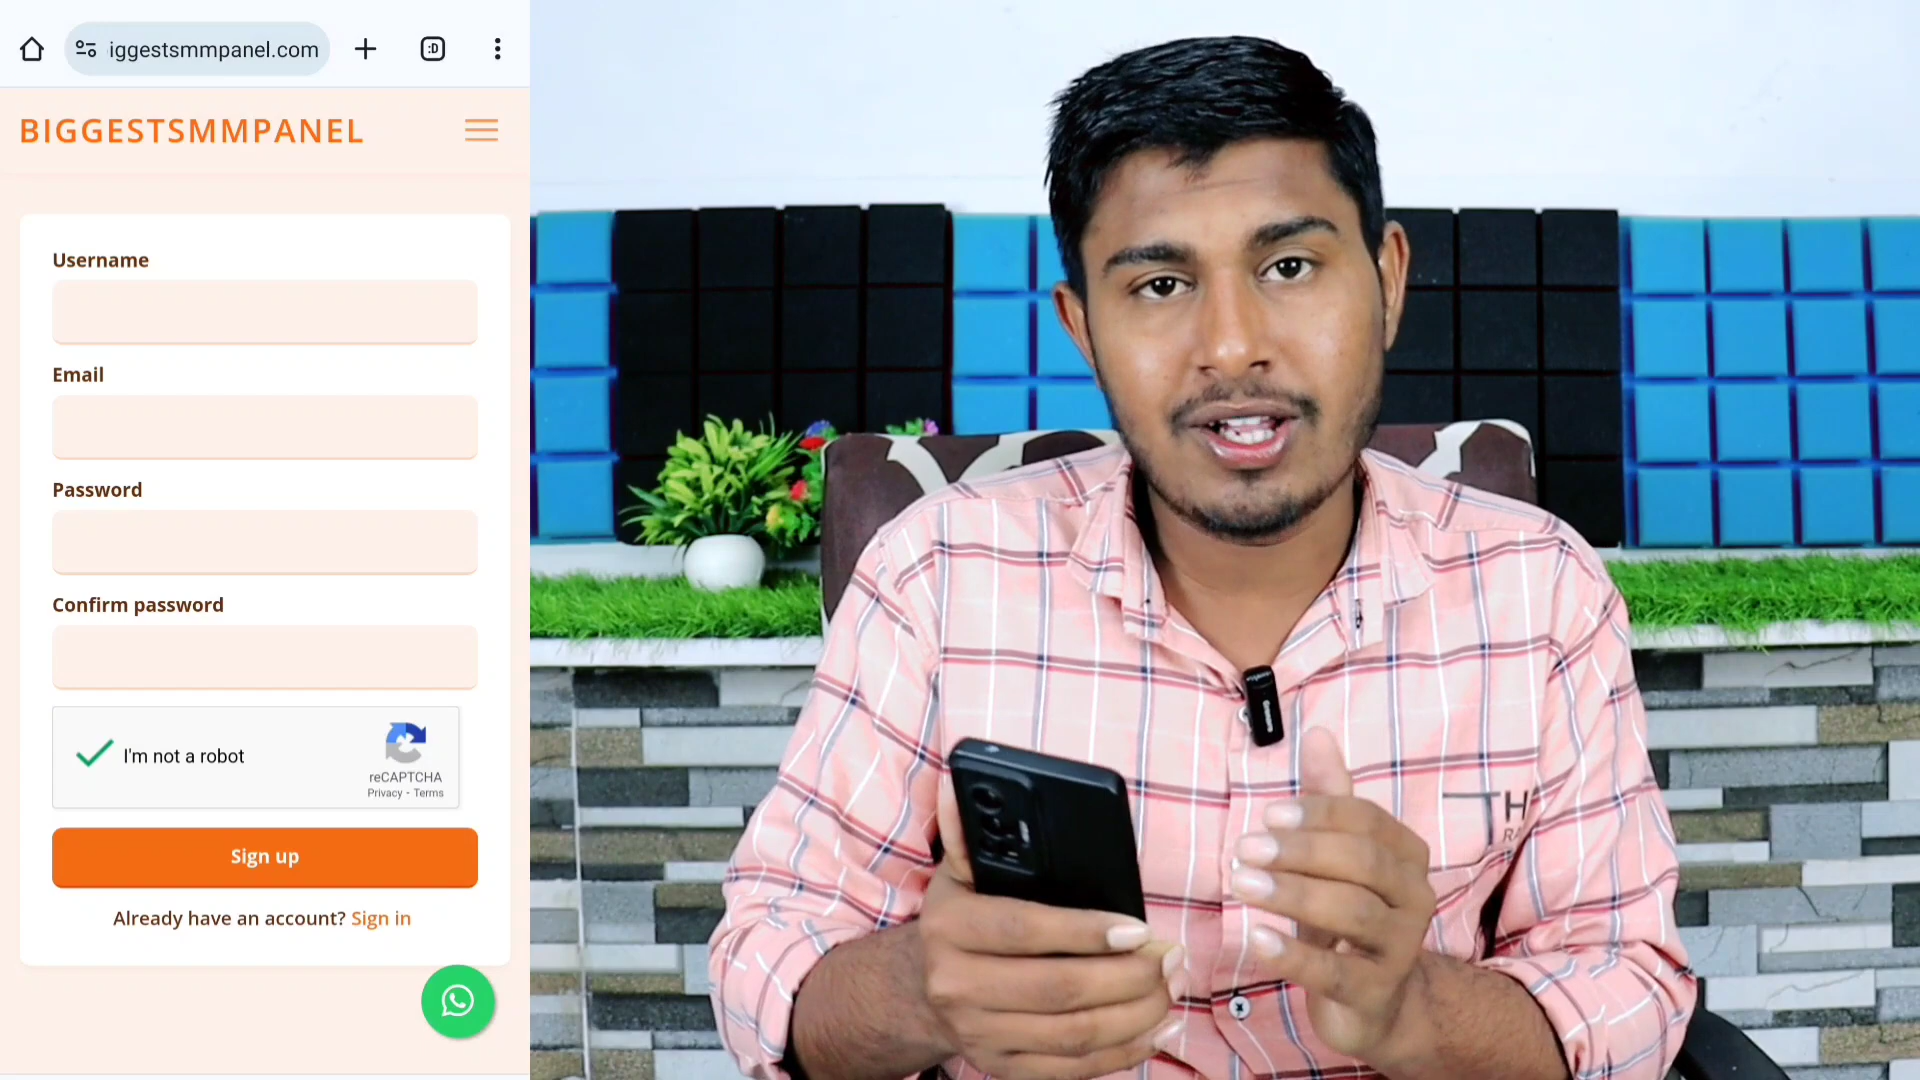 iggestsmmpanel.com
:D
BIGGESTSMMPANEL
Username
Email
Password
Confirm password
I'm not a robot
reCAPTCHA
Privacy - Terms
Sign up
Already have an account? Sign in
TH